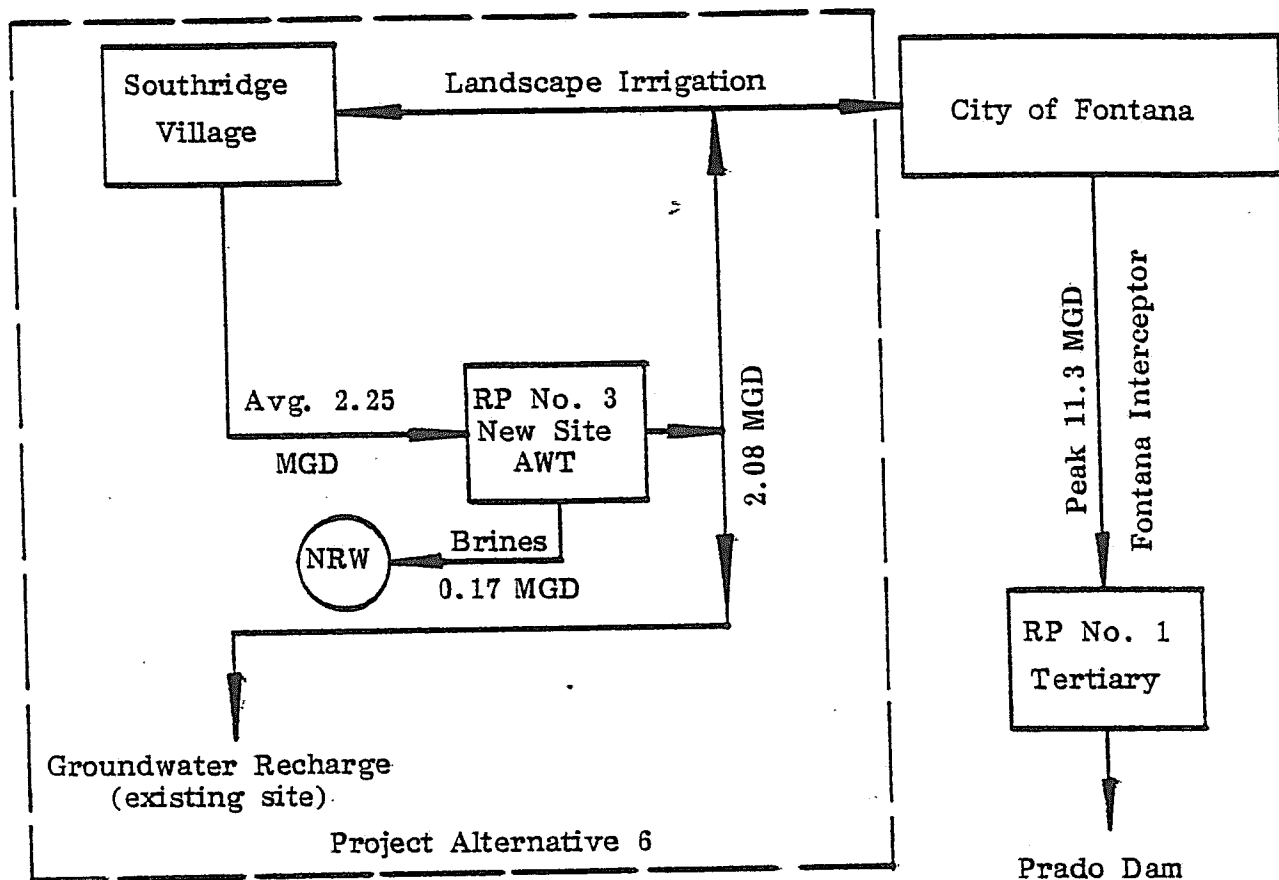 Southridge
Village
Landscape Irrigation
City of Fontana
Avg. 2.25
MGD
RP No. 3
New Site
AWT
2.08 MGD
Peak 11.3 MGD
Fontana Interceptor
NRW
Brines
0.17 MGD
RP No. 1
Tertiary
Groundwater Recharge
(existing site)
Project Alternative 6
Prado Dam